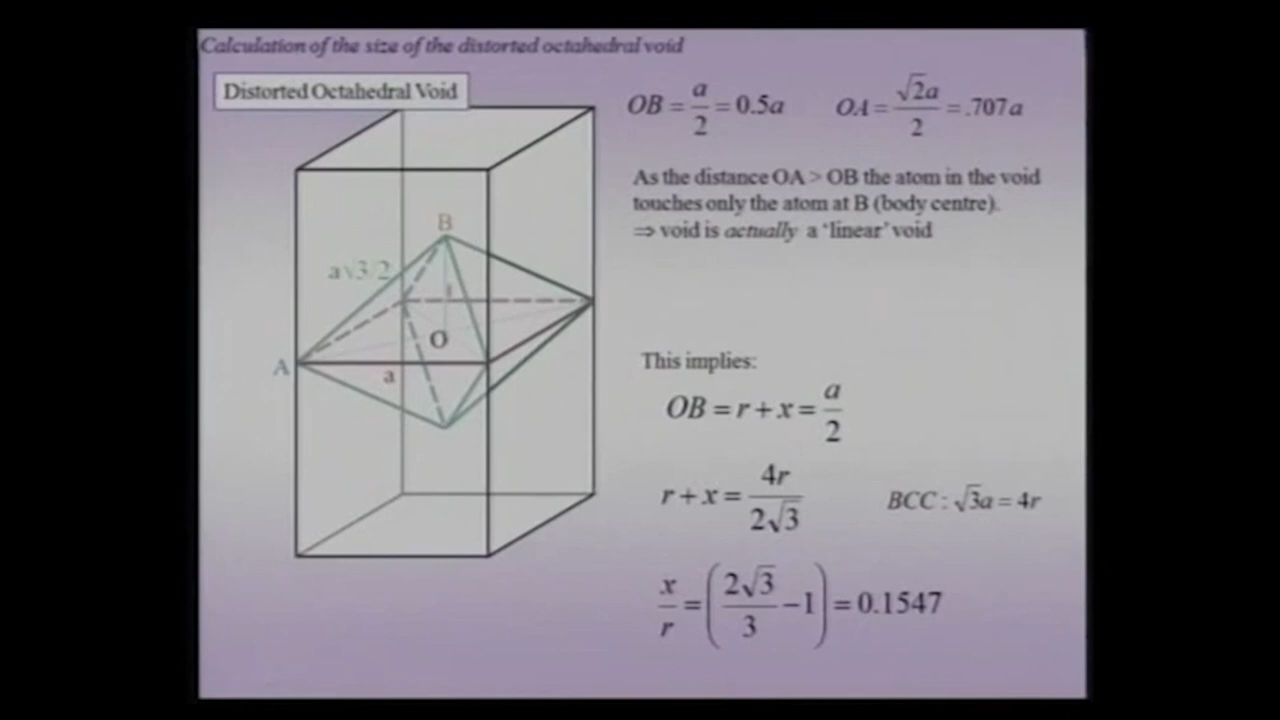 Calculation of the size of the distorted octahedral void
Distorted Octahedral Void
OB = a/2 = 0.5a
OA = √2a/2 = .707a
As the distance OA > OB the atom in the void
touches only the atom at B (body centre).
⇒ void is actually a ‘linear’ void
B
a√3/2
O
A
a
This implies:
OB = r + x = a/2
r + x = 4r/2√3
BCC : √3a = 4r
x/r = (2√3/3 − 1) = 0.1547